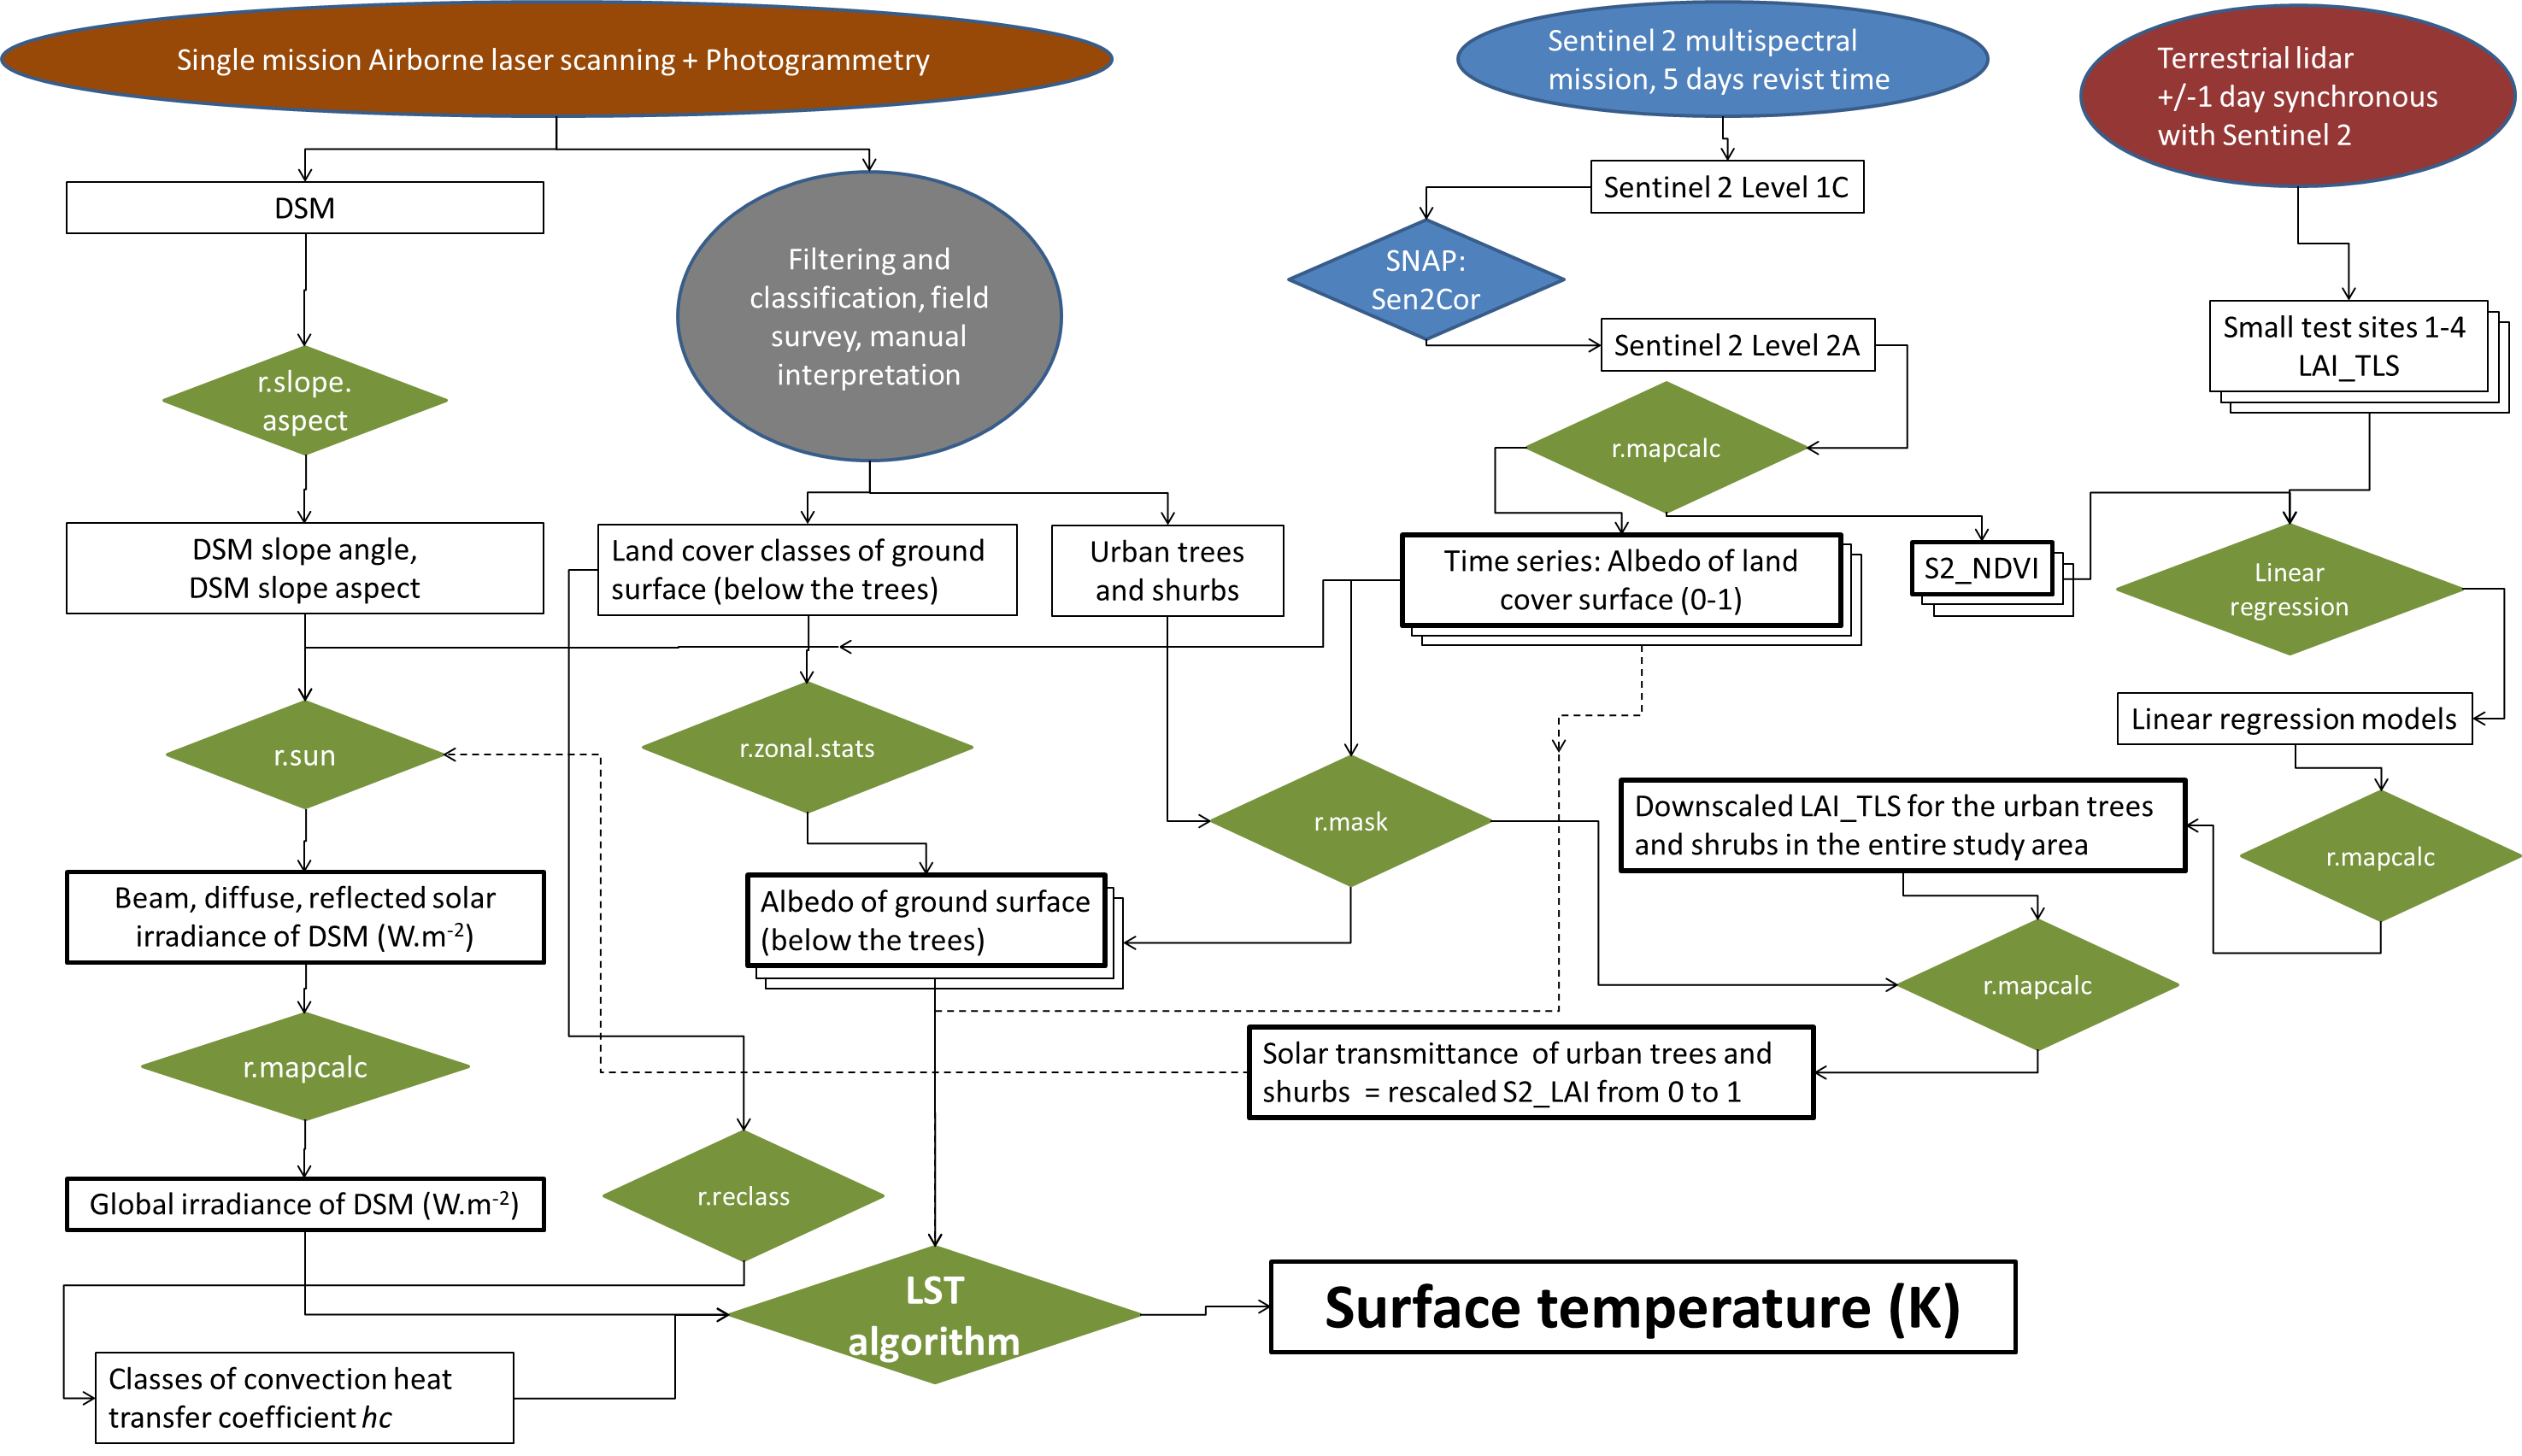 Single mission Airborne laser scanning + Photogrammetry
Sentinel 2 multispectral
mission, 5 days revist time
Terrestrial lidar
+/-1 day synchronous
with Sentinel 2
DSM
Sentinel 2 Level 1C
Filtering and
classification, field
survey, manual
interpretation
SNAP:
Sen2Cor
Sentinel 2 Level 2A
Small test sites 1-4
LAI_TLS
r.slope.
aspect
r.mapcalc
DSM slope angle,
DSM slope aspect
Land cover classes of ground
surface (below the trees)
Urban trees
and shurbs
Time series: Albedo of land
cover surface (0-1)
S2_NDVI
Linear
regression
Linear regression models
r.sun
r.zonal.stats
r.mask
Downscaled LAI_TLS for the urban trees
and shrubs in the entire study area
r.mapcalc
Beam, diffuse, reflected solar
irradiance of DSM (W.m-2)
Albedo of ground surface
(below the trees)
r.mapcalc
r.mapcalc
Solar transmittance  of urban trees and
shurbs  = rescaled S2_LAI from 0 to 1
Global irradiance of DSM (W.m-2)
r.reclass
LST
algorithm
Surface temperature (K)
Classes of convection heat
transfer coefficient hc